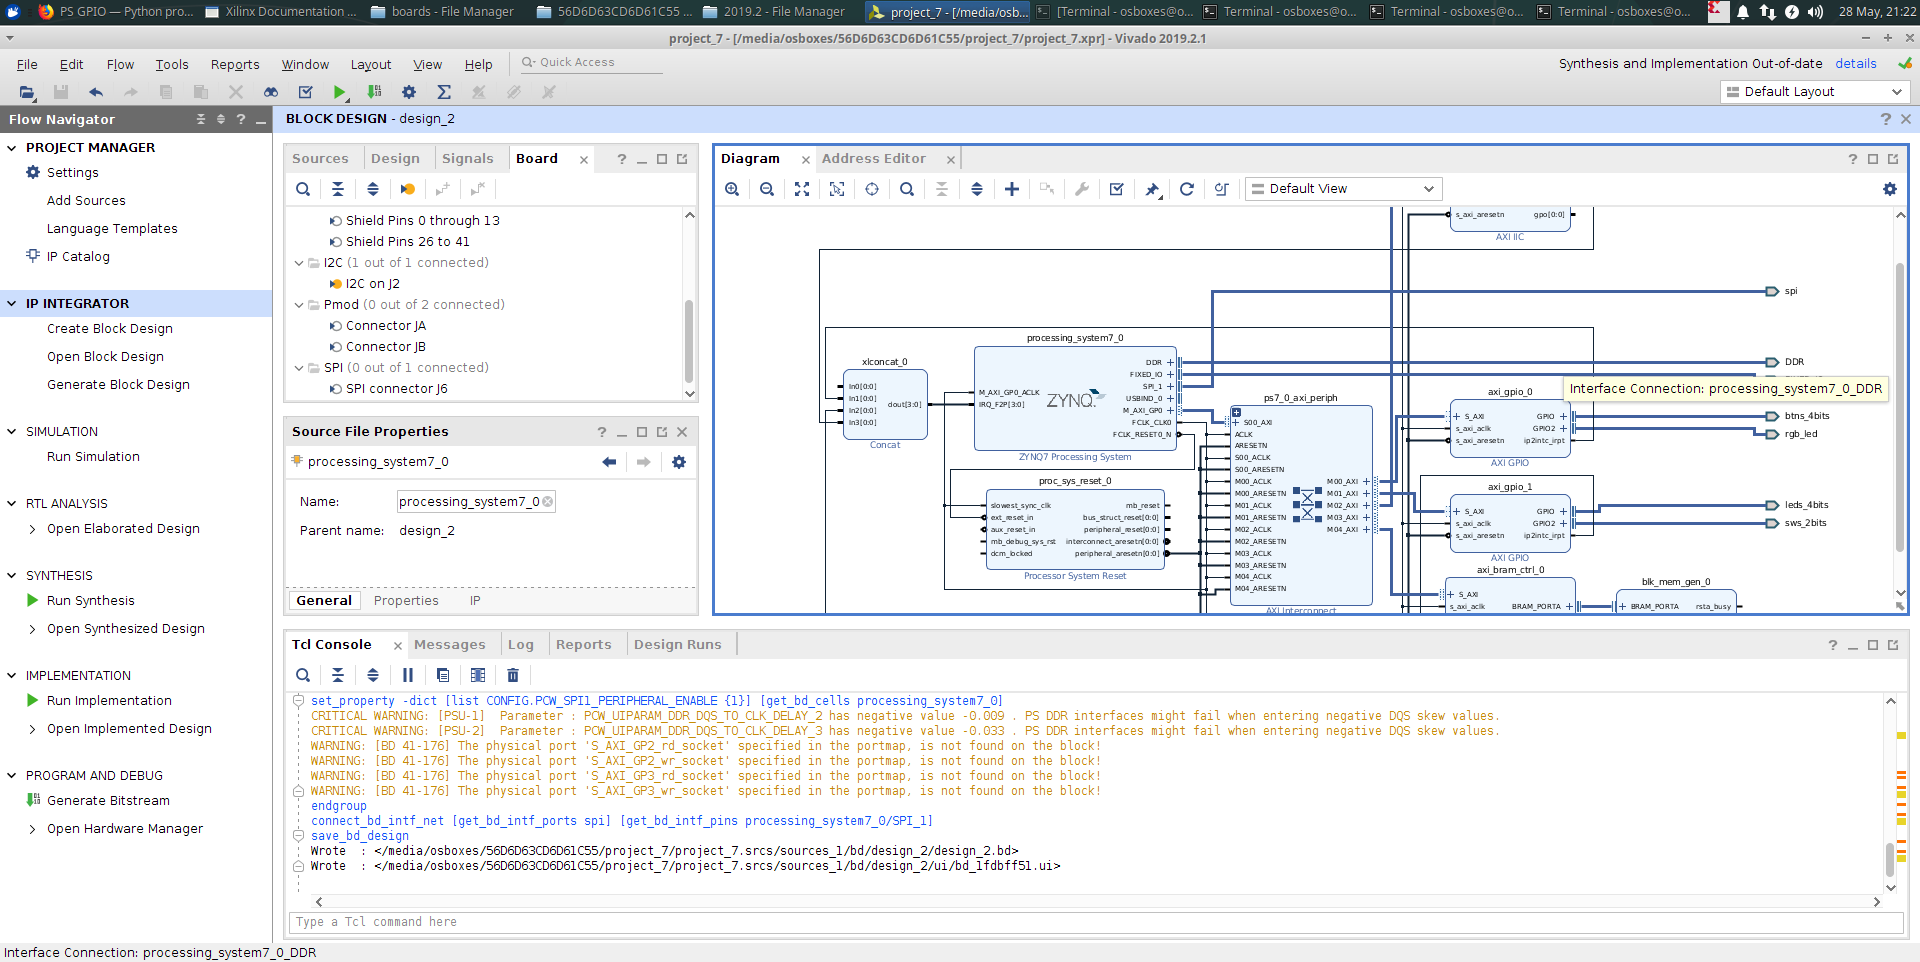 PS GPIO — Python pro...
Xilinx Documentation ...
boards - File Manager
56D6D63CD6D61C55 ...
2019.2 - File Manager
project_7 - [/media/osb...
[Terminal - osboxes@o...
Terminal - osboxes@o...
Terminal - osboxes@o...
Terminal - osboxes@o...
28 May, 21:22
project_7 - [/media/osboxes/56D6D63CD6D61C55/project_7/project_7.xpr] - Vivado 2019.2.1
File Edit Flow Tools Reports Window Layout View Help
Quick Access
Synthesis and Implementation Out-of-date details
Default Layout
Flow Navigator
PROJECT MANAGER
Settings
Add Sources
Language Templates
IP Catalog
IP INTEGRATOR
Create Block Design
Open Block Design
Generate Block Design
SIMULATION
Run Simulation
RTL ANALYSIS
Open Elaborated Design
SYNTHESIS
Run Synthesis
Open Synthesized Design
IMPLEMENTATION
Run Implementation
Open Implemented Design
PROGRAM AND DEBUG
Generate Bitstream
Open Hardware Manager
BLOCK DESIGN - design_2
Sources Design Signals Board
Shield Pins 0 through 13
Shield Pins 26 to 41
I2C (1 out of 1 connected)
I2C on J2
Pmod (0 out of 2 connected)
Connector JA
Connector JB
SPI (0 out of 1 connected)
SPI connector J6
Source File Properties
processing_system7_0
Name: processing_system7_0
Parent name: design_2
General Properties IP
Diagram Address Editor
Default View
s_axi_aresetn gpo[0:0]
AXI IIC
spi
DDR
Interface Connection: processing_system7_0_DDR
btns_4bits
rgb_led
leds_4bits
sws_2bits
xlconcat_0
In0[0:0]
In1[0:0]
In2[0:0]
In3[0:0]
dout[3:0]
Concat
processing_system7_0
M_AXI_GP0_ACLK
IRQ_F2P[3:0]
ZYNQ
DDR
FIXED_IO
SPI_1
USBIND_0
M_AXI_GP0
FCLK_CLK0
FCLK_RESET0_N
ZYNQ7 Processing System
proc_sys_reset_0
slowest_sync_clk
ext_reset_in
aux_reset_in
mb_debug_sys_rst
dcm_locked
mb_reset
bus_struct_reset[0:0]
peripheral_reset[0:0]
interconnect_aresetn[0:0]
peripheral_aresetn[0:0]
Processor System Reset
ps7_0_axi_periph
S00_AXI
ACLK
ARESETN
S00_ACLK
S00_ARESETN
M00_ACLK
M00_ARESETN
M01_ACLK
M01_ARESETN
M02_ACLK
M02_ARESETN
M03_ACLK
M03_ARESETN
M04_ACLK
M04_ARESETN
M00_AXI
M01_AXI
M02_AXI
M03_AXI
M04_AXI
AXI Interconnect
axi_gpio_0
S_AXI
s_axi_aclk
s_axi_aresetn
GPIO
GPIO2
ip2intc_irpt
AXI GPIO
axi_gpio_1
S_AXI
s_axi_aclk
s_axi_aresetn
GPIO
GPIO2
ip2intc_irpt
AXI GPIO
axi_bram_ctrl_0
S_AXI
s_axi_aclk
BRAM_PORTA
blk_mem_gen_0
BRAM_PORTA rsta_busy
Tcl Console Messages Log Reports Design Runs
set_property -dict [list CONFIG.PCW_SPI1_PERIPHERAL_ENABLE {1}] [get_bd_cells processing_system7_0]
CRITICAL WARNING: [PSU-1]  Parameter : PCW_UIPARAM_DDR_DQS_TO_CLK_DELAY_2 has negative value -0.009 . PS DDR interfaces might fail when entering negative DQS skew values.
CRITICAL WARNING: [PSU-2]  Parameter : PCW_UIPARAM_DDR_DQS_TO_CLK_DELAY_3 has negative value -0.033 . PS DDR interfaces might fail when entering negative DQS skew values.
WARNING: [BD 41-176] The physical port 'S_AXI_GP2_rd_socket' specified in the portmap, is not found on the block!
WARNING: [BD 41-176] The physical port 'S_AXI_GP2_wr_socket' specified in the portmap, is not found on the block!
WARNING: [BD 41-176] The physical port 'S_AXI_GP3_rd_socket' specified in the portmap, is not found on the block!
WARNING: [BD 41-176] The physical port 'S_AXI_GP3_wr_socket' specified in the portmap, is not found on the block!
endgroup
connect_bd_intf_net [get_bd_intf_ports spi] [get_bd_intf_pins processing_system7_0/SPI_1]
save_bd_design
Wrote  : </media/osboxes/56D6D63CD6D61C55/project_7/project_7.srcs/sources_1/bd/design_2/design_2.bd>
Wrote  : </media/osboxes/56D6D63CD6D61C55/project_7/project_7.srcs/sources_1/bd/design_2/ui/bd_1fdbff51.ui>
Type a Tcl command here
Interface Connection: processing_system7_0_DDR